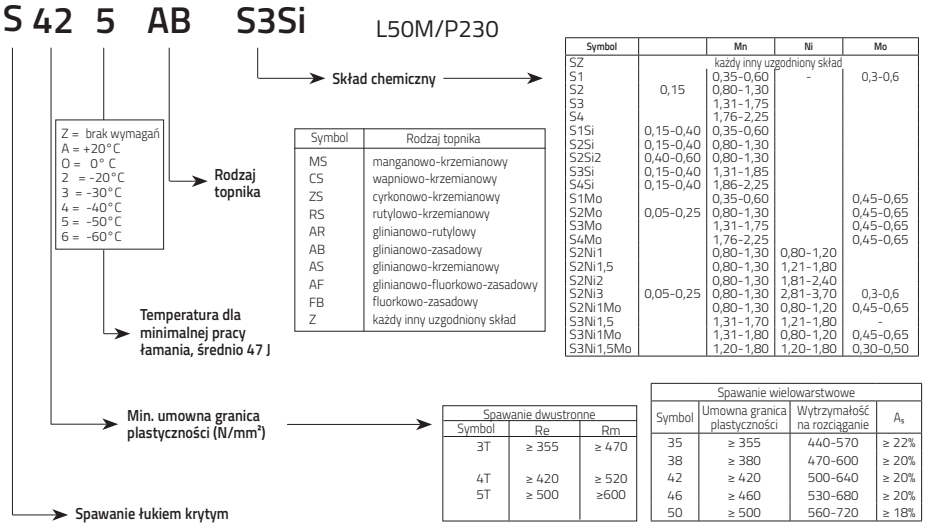 S 42 5 AB S3Si L50M/P230
Skład chemiczny
Symbol Mn Ni Mo
SZ każdy inny uzgodniony skład
S1 0,35-0,60 - 0,3-0,6
S2 0,15 0,80-1,30
S3 1,31-1,75
S4 1,76-2,25
S1Si 0,15-0,40 0,35-0,60
S2Si 0,15-0,40 0,80-1,30
S2Si2 0,40-0,60 0,80-1,30
S3Si 0,15-0,40 1,31-1,85
S4Si 0,15-0,40 1,86-2,25
S1Mo 0,35-0,60 0,45-0,65
S2Mo 0,05-0,25 0,80-1,30 0,45-0,65
S3Mo 1,31-1,75 0,45-0,65
S4Mo 1,76-2,25 0,45-0,65
S2Ni1 0,80-1,30 0,80-1,20
S2Ni1,5 0,80-1,30 1,21-1,80
S2Ni2 0,80-1,30 1,81-2,40
S2Ni3 0,05-0,25 0,80-1,30 2,81-3,70 0,3-0,6
S2Ni1Mo 0,80-1,30 0,80-1,20 0,45-0,65
S3Ni1,5 1,31-1,70 1,21-1,80 -
S3Ni1Mo 1,31-1,80 0,80-1,20 0,45-0,65
S3Ni1,5Mo 1,20-1,80 1,20-1,80 0,30-0,50
Z = brak wymagań
A = +20°C
O = 0° C
2 = -20°C
3 = -30°C
4 = -40°C
5 = -50°C
6 = -60°C
Rodzaj
topnika
Symbol Rodzaj topnika
MS manganowo-krzemianowy
CS wapniowo-krzemianowy
ZS cyrkonowo-krzemianowy
RS rutylowo-krzemianowy
AR glinianowo-rutylowy
AB glinianowo-zasadowy
AS glinianowo-krzemianowy
AF glinianowo-fluorkowo-zasadowy
FB fluorkowo-zasadowy
Z każdy inny uzgodniony skład
Temperatura dla
minimalnej pracy
łamania, średnio 47 J
Min. umowna granica
plastyczności (N/mm²)
Spawanie dwustronne
Symbol Re Rm
3T ≥ 355 ≥ 470
4T ≥ 420 ≥ 520
5T ≥ 500 ≥600
Spawanie wielowarstwowe
Symbol Umowna granica plastyczności Wytrzymałość na rozciąganie A₅
35 ≥ 355 440-570 ≥ 22%
38 ≥ 380 470-600 ≥ 20%
42 ≥ 420 500-640 ≥ 20%
46 ≥ 460 530-680 ≥ 20%
50 ≥ 500 560-720 ≥ 18%
Spawanie łukiem krytym